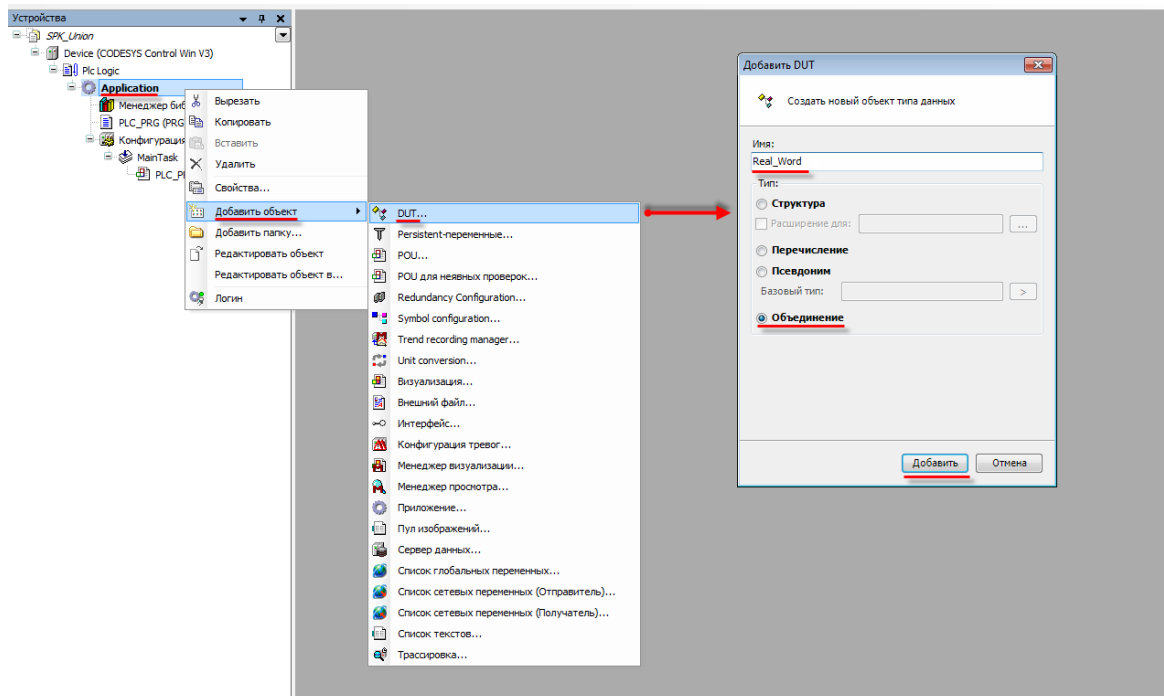 Устройства
SPK_Union
Device (CODESYS Control Win V3)
Plc Logic
Application
Менеджер биб
PLC_PRG (PRG
Конфигурация
MainTask
PLC_P
Вырезать
Копировать
Вставить
Удалить
Свойства...
Добавить объект
Добавить папку...
Редактировать объект
Редактировать объект в...
Логин
DUT...
Persistent-переменные...
POU...
POU для неявных проверок...
Redundancy Configuration...
Symbol configuration...
Trend recording manager...
Unit conversion...
Визуализация...
Внешний файл...
Интерфейс...
Конфигурация тревог...
Менеджер визуализации...
Менеджер просмотра...
Приложение...
Пул изображений...
Сервер данных...
Список глобальных переменных...
Список сетевых переменных (Отправитель)...
Список сетевых переменных (Получатель)...
Список текстов...
Трассировка...
Добавить DUT
Создать новый объект типа данных
Имя:
Real_Word
Тип:
Структура
Расширение для:
...
Перечисление
Псевдоним
Базовый тип:
>
Объединение
Добавить
Отмена